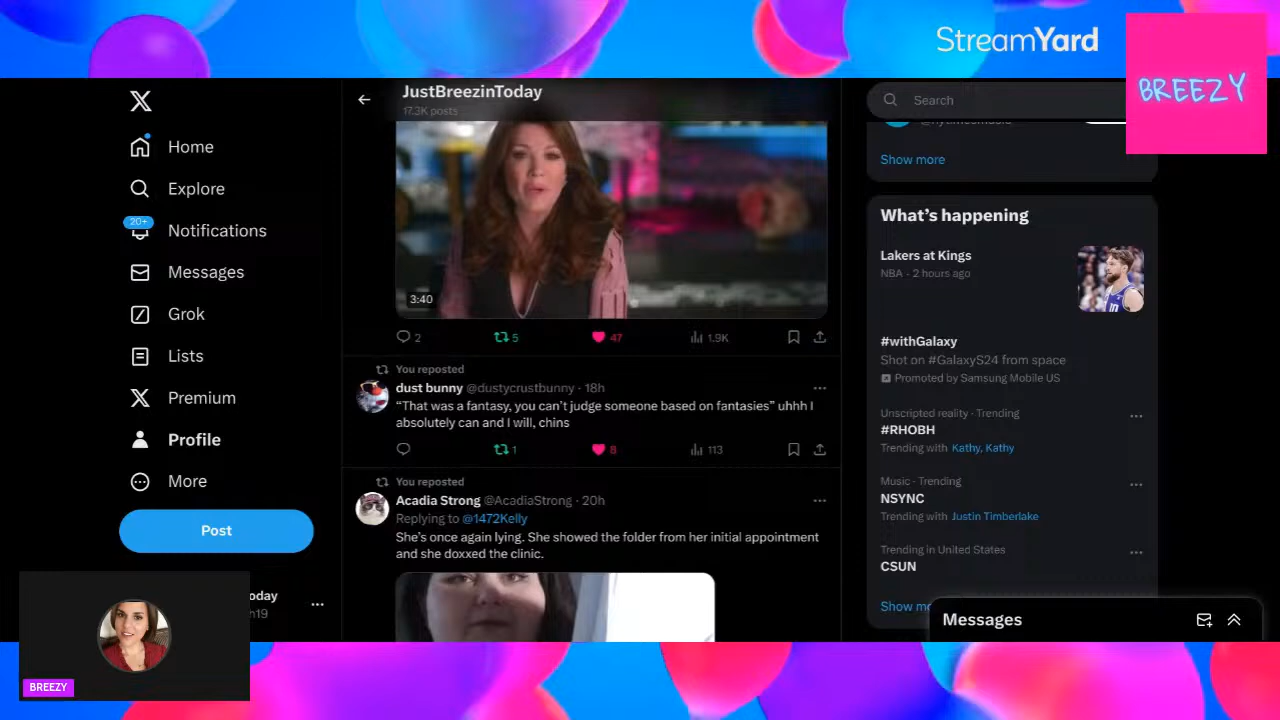 StreamYard
BREEZY
JustBreezinToday
17.3K posts
Search
Home
Show more
Explore
What's happening
20+
Notifications
Lakers at Kings
NBA · 2 hours ago
Messages
3:40
Grok
2
5
47
1.9K
#withGalaxy
Shot on #GalaxyS24 from space
Promoted by Samsung Mobile US
Lists
You reposted
dust bunny @dustycrustbunny · 18h
“That was a fantasy, you can’t judge someone based on fantasies” uhhh I
absolutely can and I will, chins
Premium
Unscripted reality · Trending
#RHOBH
Trending with Kathy, Kathy
Profile
1
8
113
More
You reposted
Acadia Strong @AcadiaStrong · 20h
Replying to @1472Kelly
She’s once again lying. She showed the folder from her initial appointment
and she doxxed the clinic.
Music · Trending
NSYNC
Trending with Justin Timberlake
Post
Trending in United States
CSUN
oday
n19
Show mo
Messages
BREEZY